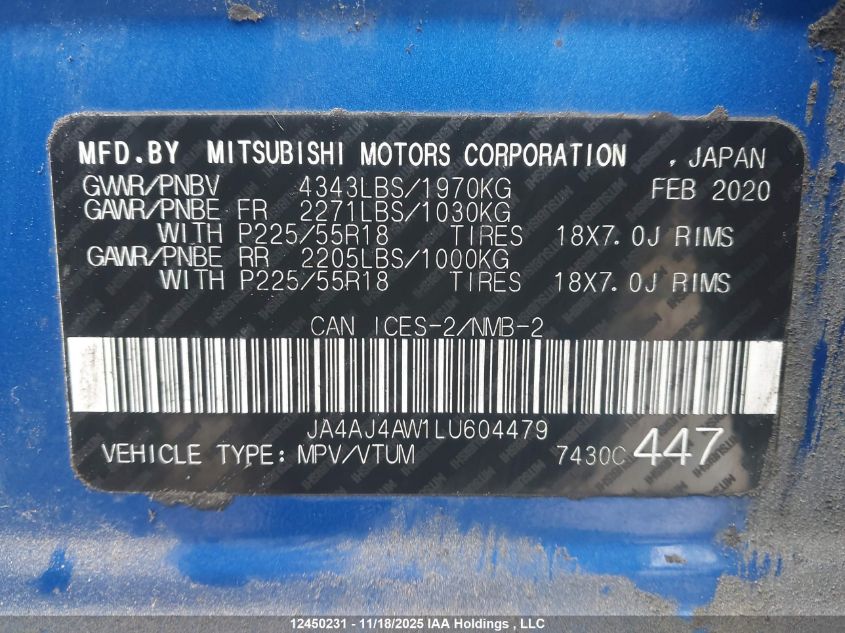 MFD.BY MITSUBISHI MOTORS CORPORATION , JAPAN
GVWR/PNBV 4343LBS/1970KG FEB 2020
GAWR/PNBE FR 2271LBS/1030KG
WITH P225/55R18 TIRES 18X7.0J RIMS
GAWR/PNBE RR 2205LBS/1000KG
WITH P225/55R18 TIRES 18X7.0J RIMS
CAN ICES-2/NMB-2
JA4AJ4AW1LU604479
VEHICLE TYPE: MPV/VTUM 7430C 447
12450231 - 11/18/2025 IAA Holdings , LLC